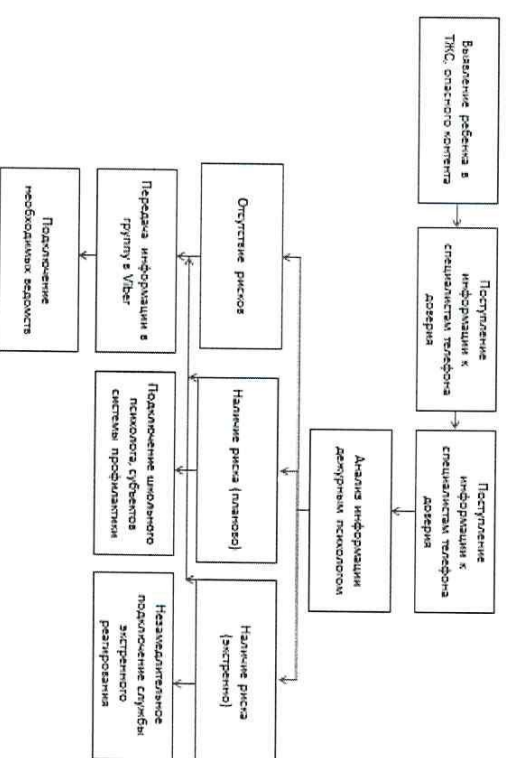 Выявление ребенка в
ТЖС, опасного контента
Поступление
информации к
специалистам телефона
доверия
Поступление
информации к
специалистам телефона
доверия
Анализ информации
дежурным психологом
Отсутствие рисков
Наличие риска (планово)
Наличие риска
(экстренно)
Передача информации в
группу в Viber
Подключение школьного
психолога, субъектов
системы профилактики
Незамедлительное
подключение службы
экстренного
реагирования
Подключение
необходимых ведомств